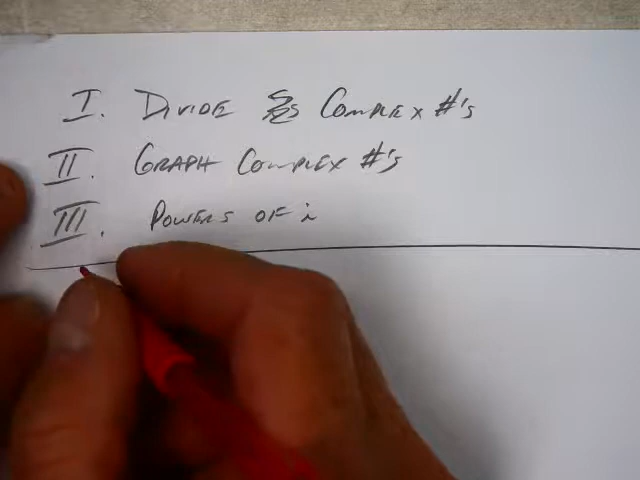 I. DIVIDE COMPLEX #'s
II. GRAPH COMPLEX #'s
III. POWERS OF i